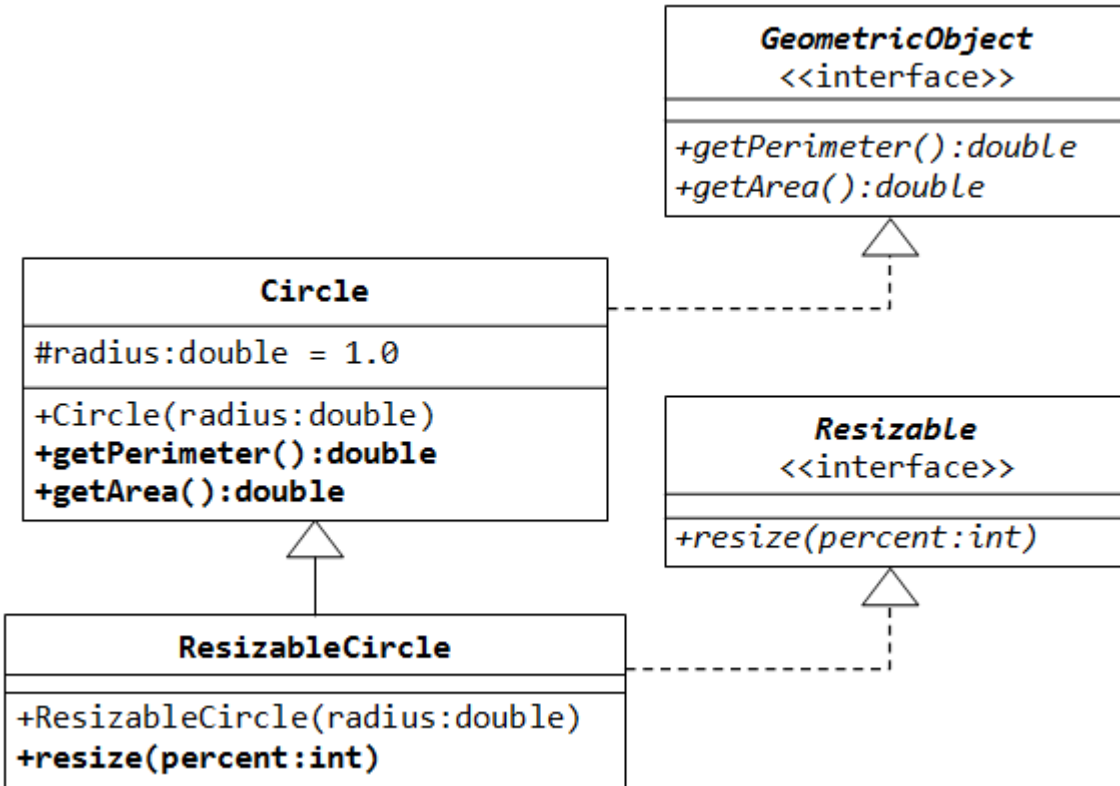 GeometricObject
<<interface>>
+getPerimeter():double
+getArea():double
Circle
#radius:double = 1.0
+Circle(radius:double)
+getPerimeter():double
+getArea():double
Resizable
<<interface>>
+resize(percent:int)
ResizableCircle
+ResizableCircle(radius:double)
+resize(percent:int)